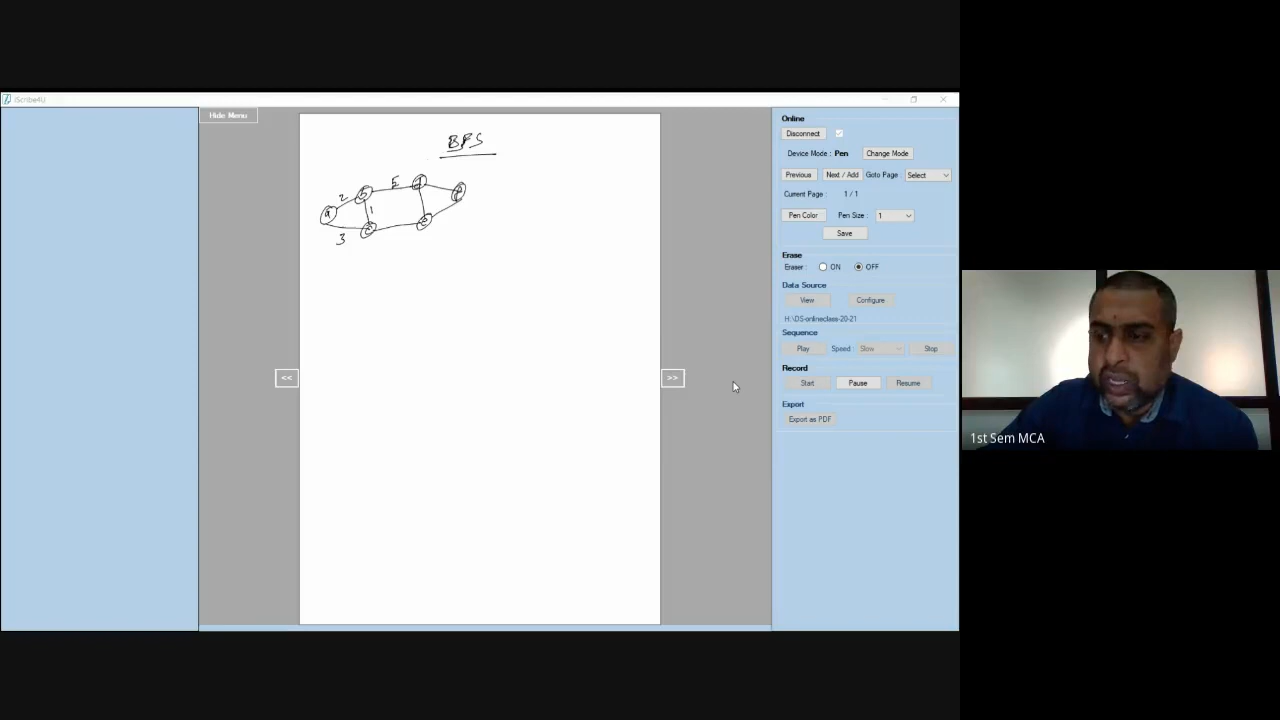 iScribe4U
Hide Menu
BFS
2
5
1
3
a
b
d
c
<<
>>
Online
Disconnect
Device Mode : Pen
Change Mode
Previous
Next / Add
Goto Page
Select
Current Page : 1 / 1
Pen Color
Pen Size :
1
Save
Erase
Eraser :
ON
OFF
Data Source
View
Configure
H:\DS-onlineclass-20-21
Sequence
Play
Speed
Slow
Stop
Record
Start
Pause
Resume
Export
Export as PDF
1st Sem MCA